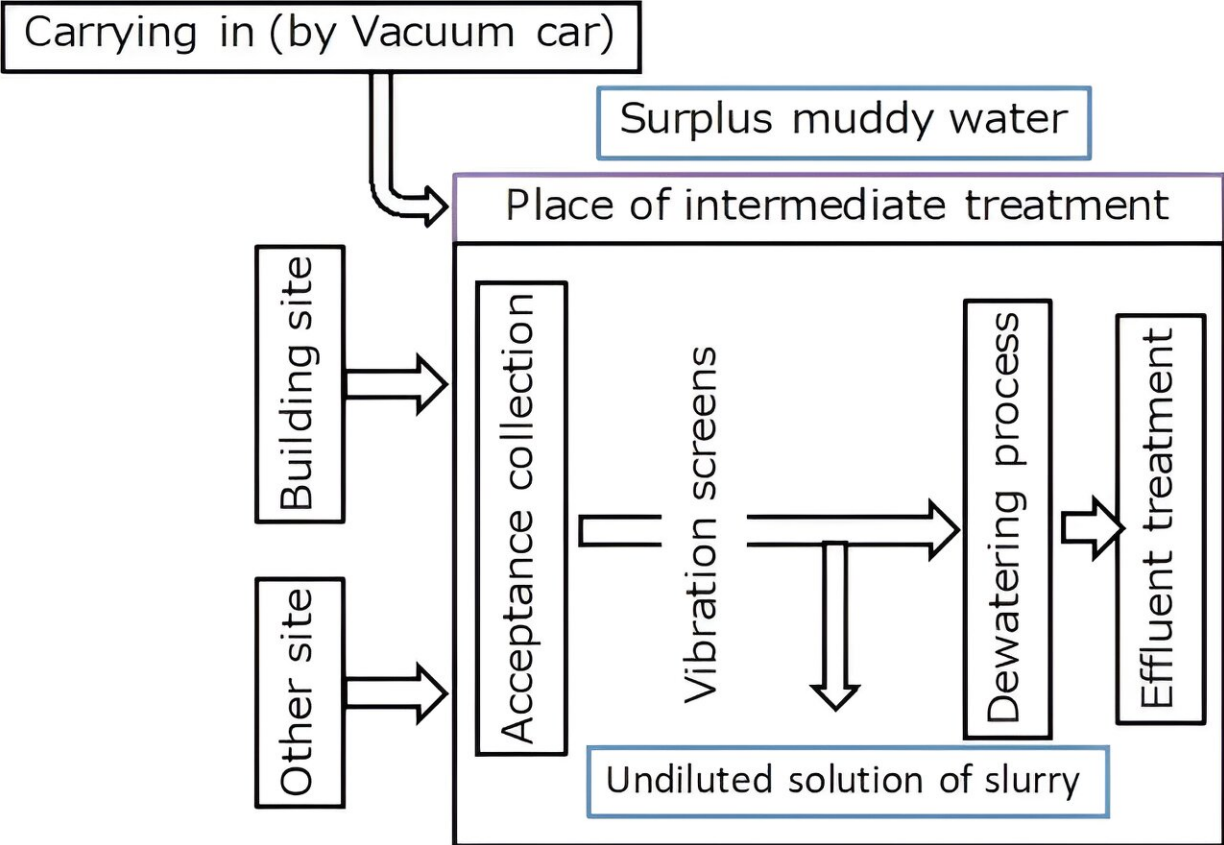 Carrying in (by Vacuum car)
Surplus muddy water
Place of intermediate treatment
Building site
Other site
Acceptance collection
Vibration screens
Dewatering process
Effluent treatment
Undiluted solution of slurry